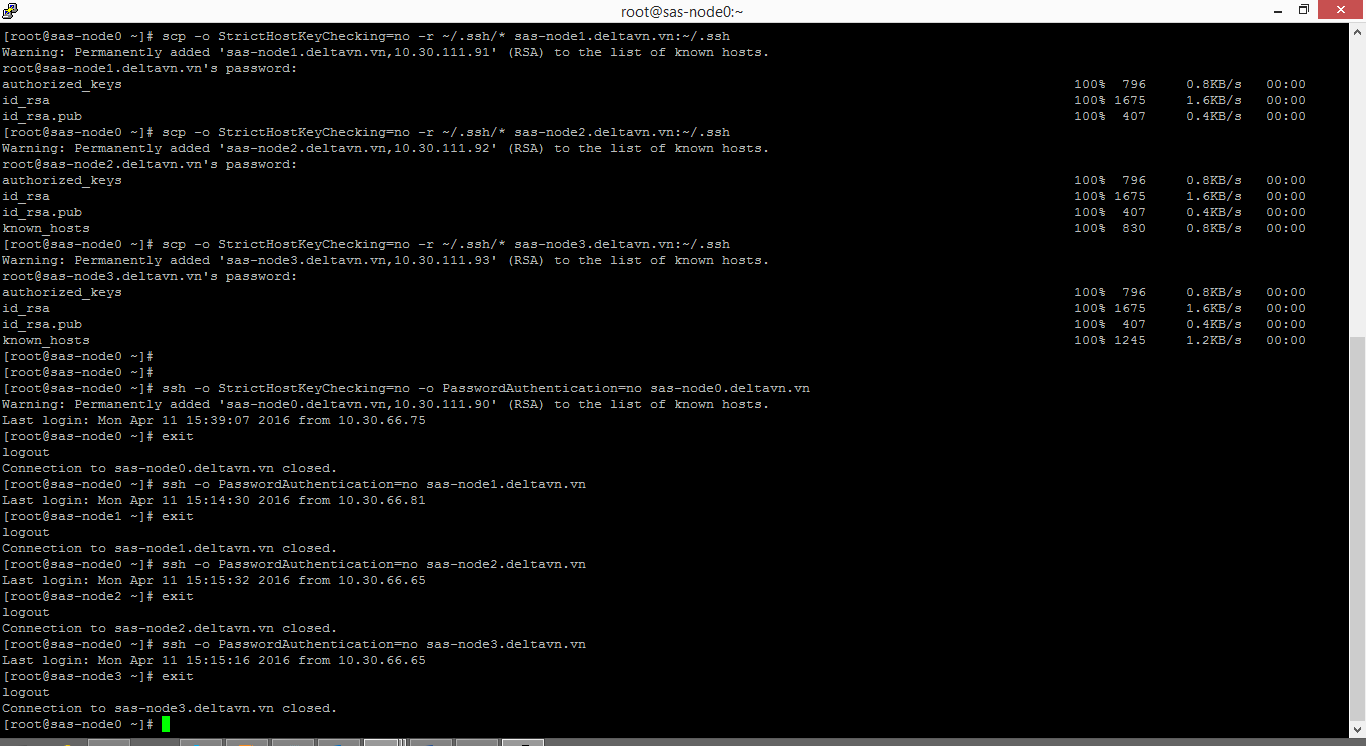 root@sas-node0:~
[root@sas-node0 ~]# scp -o StrictHostKeyChecking=no -r ~/.ssh/* sas-node1.deltavn.vn:~/.ssh
Warning: Permanently added 'sas-node1.deltavn.vn,10.30.111.91' (RSA) to the list of known hosts.
root@sas-node1.deltavn.vn's password:
authorized_keys 100% 796 0.8KB/s 00:00
id_rsa 100% 1675 1.6KB/s 00:00
id_rsa.pub 100% 407 0.4KB/s 00:00
[root@sas-node0 ~]# scp -o StrictHostKeyChecking=no -r ~/.ssh/* sas-node2.deltavn.vn:~/.ssh
Warning: Permanently added 'sas-node2.deltavn.vn,10.30.111.92' (RSA) to the list of known hosts.
root@sas-node2.deltavn.vn's password:
authorized_keys 100% 796 0.8KB/s 00:00
id_rsa 100% 1675 1.6KB/s 00:00
id_rsa.pub 100% 407 0.4KB/s 00:00
known_hosts 100% 830 0.8KB/s 00:00
[root@sas-node0 ~]# scp -o StrictHostKeyChecking=no -r ~/.ssh/* sas-node3.deltavn.vn:~/.ssh
Warning: Permanently added 'sas-node3.deltavn.vn,10.30.111.93' (RSA) to the list of known hosts.
root@sas-node3.deltavn.vn's password:
authorized_keys 100% 796 0.8KB/s 00:00
id_rsa 100% 1675 1.6KB/s 00:00
id_rsa.pub 100% 407 0.4KB/s 00:00
known_hosts 100% 1245 1.2KB/s 00:00
[root@sas-node0 ~]#
[root@sas-node0 ~]#
[root@sas-node0 ~]# ssh -o StrictHostKeyChecking=no -o PasswordAuthentication=no sas-node0.deltavn.vn
Warning: Permanently added 'sas-node0.deltavn.vn,10.30.111.90' (RSA) to the list of known hosts.
Last login: Mon Apr 11 15:39:07 2016 from 10.30.66.75
[root@sas-node0 ~]# exit
logout
Connection to sas-node0.deltavn.vn closed.
[root@sas-node0 ~]# ssh -o PasswordAuthentication=no sas-node1.deltavn.vn
Last login: Mon Apr 11 15:14:30 2016 from 10.30.66.81
[root@sas-node1 ~]# exit
logout
Connection to sas-node1.deltavn.vn closed.
[root@sas-node0 ~]# ssh -o PasswordAuthentication=no sas-node2.deltavn.vn
Last login: Mon Apr 11 15:15:32 2016 from 10.30.66.65
[root@sas-node2 ~]# exit
logout
Connection to sas-node2.deltavn.vn closed.
[root@sas-node0 ~]# ssh -o PasswordAuthentication=no sas-node3.deltavn.vn
Last login: Mon Apr 11 15:15:16 2016 from 10.30.66.65
[root@sas-node3 ~]# exit
logout
Connection to sas-node3.deltavn.vn closed.
[root@sas-node0 ~]#